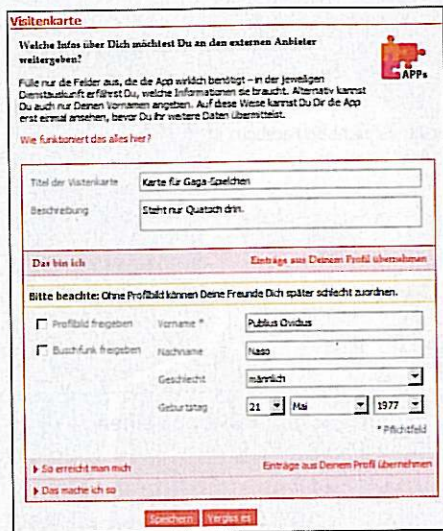 Visitenkarte
Welche Infos über Dich möchtest Du an den externen Anbieter
weitergeben?
APPs
Fülle nur die Felder aus, die die App wirklich benötigt – in der jeweiligen
Dienstauskunft erfährst Du, welche Informationen sie braucht. Alternativ kannst
Du auch nur Deinen Vornamen angeben. Auf diese Weise kannst Du Dir die App
erst einmal ansehen, bevor Du ihr weitere Daten übermittelst.
Wie funktioniert das alles hier?
Titel der Visitenkarte Karte für Gaga-Spielchen
Beschreibung Steht nur Quatsch drin.
Das bin ich Einträge aus Deinem Profil übernehmen
Bitte beachte: Ohne Profilbild können Deine Freunde Dich später schlecht zuordnen.
Profilbild freigeben Vorname * Publius Ovidius
Buschfunk freigeben Nachname Naso
Geschlecht männlich
Geburtstag 21 Mai 1977
* Pflichtfeld
So erreicht man mich Einträge aus Deinem Profil übernehmen
Das mache ich so
Speichern Vergiss es